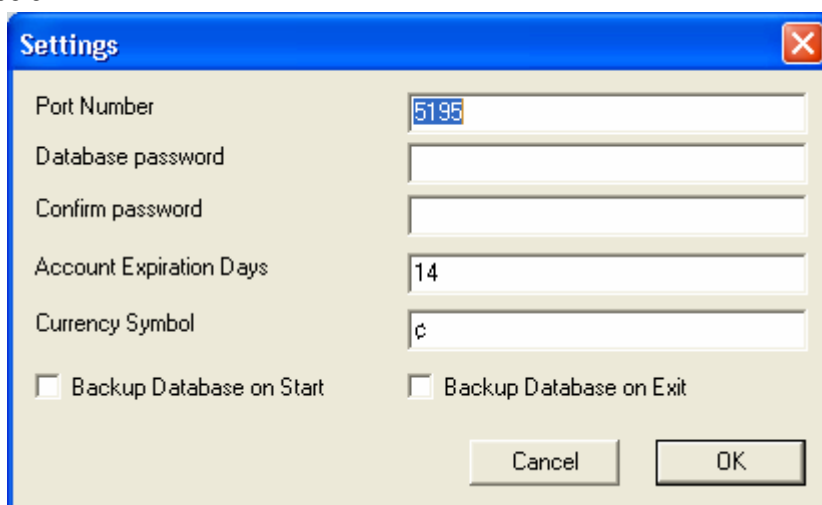 Settings
Port Number 5195
Database password
Confirm password
Account Expiration Days 14
Currency Symbol ¢
Backup Database on Start Backup Database on Exit
Cancel OK